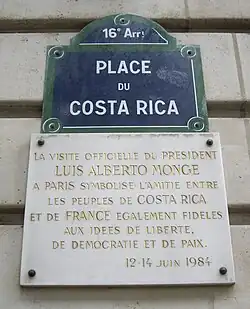 16e Arrt
PLACE
DU
COSTA RICA
LA VISITE OFFICIELLE DU PRESIDENT
LUIS ALBERTO MONGE
A PARIS SYMBOLISE L'AMITIE ENTRE
LES PEUPLES DE COSTA RICA
ET DE FRANCE EGALEMENT FIDELES
AUX IDEES DE LIBERTE,
DE DEMOCRATIE ET DE PAIX.
12-14 JUIN 1984